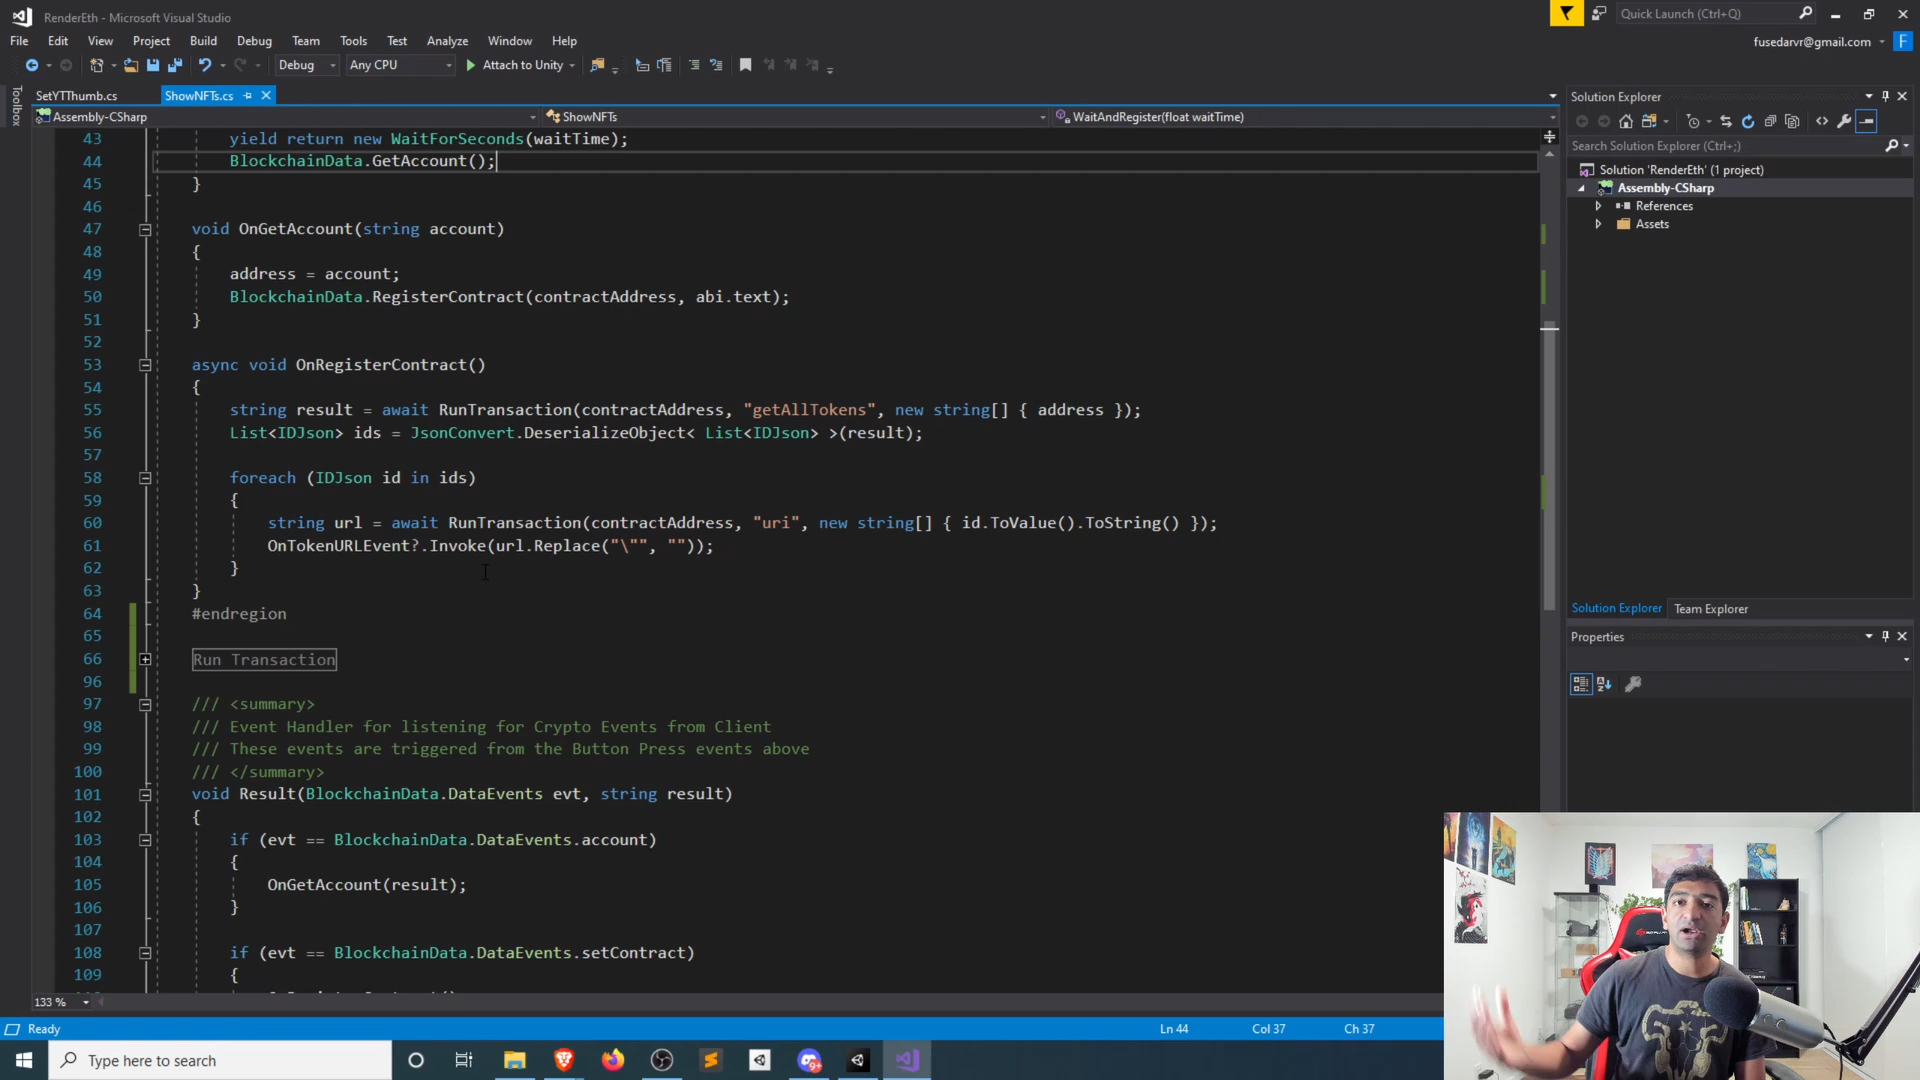 RenderEth - Microsoft Visual Studio
Quick Launch (Ctrl+Q)
File Edit View Project Build Debug Team Tools Test Analyze Window Help
fusedarvr@gmail.com F
Debug Any CPU Attach to Unity
Toolbox
SetYTThumb.cs ShowNFTs.cs
Assembly-CSharp ShowNFTs WaitAndRegister(float waitTime)
43 yield return new WaitForSeconds(waitTime);
44 BlockchainData.GetAccount();
45 }
46
47 void OnGetAccount(string account)
48 {
49 address = account;
50 BlockchainData.RegisterContract(contractAddress, abi.text);
51 }
52
53 async void OnRegisterContract()
54 {
55 string result = await RunTransaction(contractAddress, "getAllTokens", new string[] { address });
56 List<IDJson> ids = JsonConvert.DeserializeObject< List<IDJson> >(result);
57
58 foreach (IDJson id in ids)
59 {
60 string url = await RunTransaction(contractAddress, "uri", new string[] { id.ToValue().ToString() });
61 OnTokenURLEvent?.Invoke(url.Replace("\"", ""));
62 }
63 }
64 #endregion
65
66 Run Transaction
96
97 /// <summary>
98 /// Event Handler for listening for Crypto Events from Client
99 /// These events are triggered from the Button Press events above
100 /// </summary>
101 void Result(BlockchainData.DataEvents evt, string result)
102 {
103 if (evt == BlockchainData.DataEvents.account)
104 {
105 OnGetAccount(result);
106 }
107
108 if (evt == BlockchainData.DataEvents.setContract)
109 {
133 %
Solution Explorer
Search Solution Explorer (Ctrl+;)
Solution 'RenderEth' (1 project)
Assembly-CSharp
References
Assets
Solution Explorer Team Explorer
Properties
Ready Ln 44 Col 37 Ch 37
Type here to search